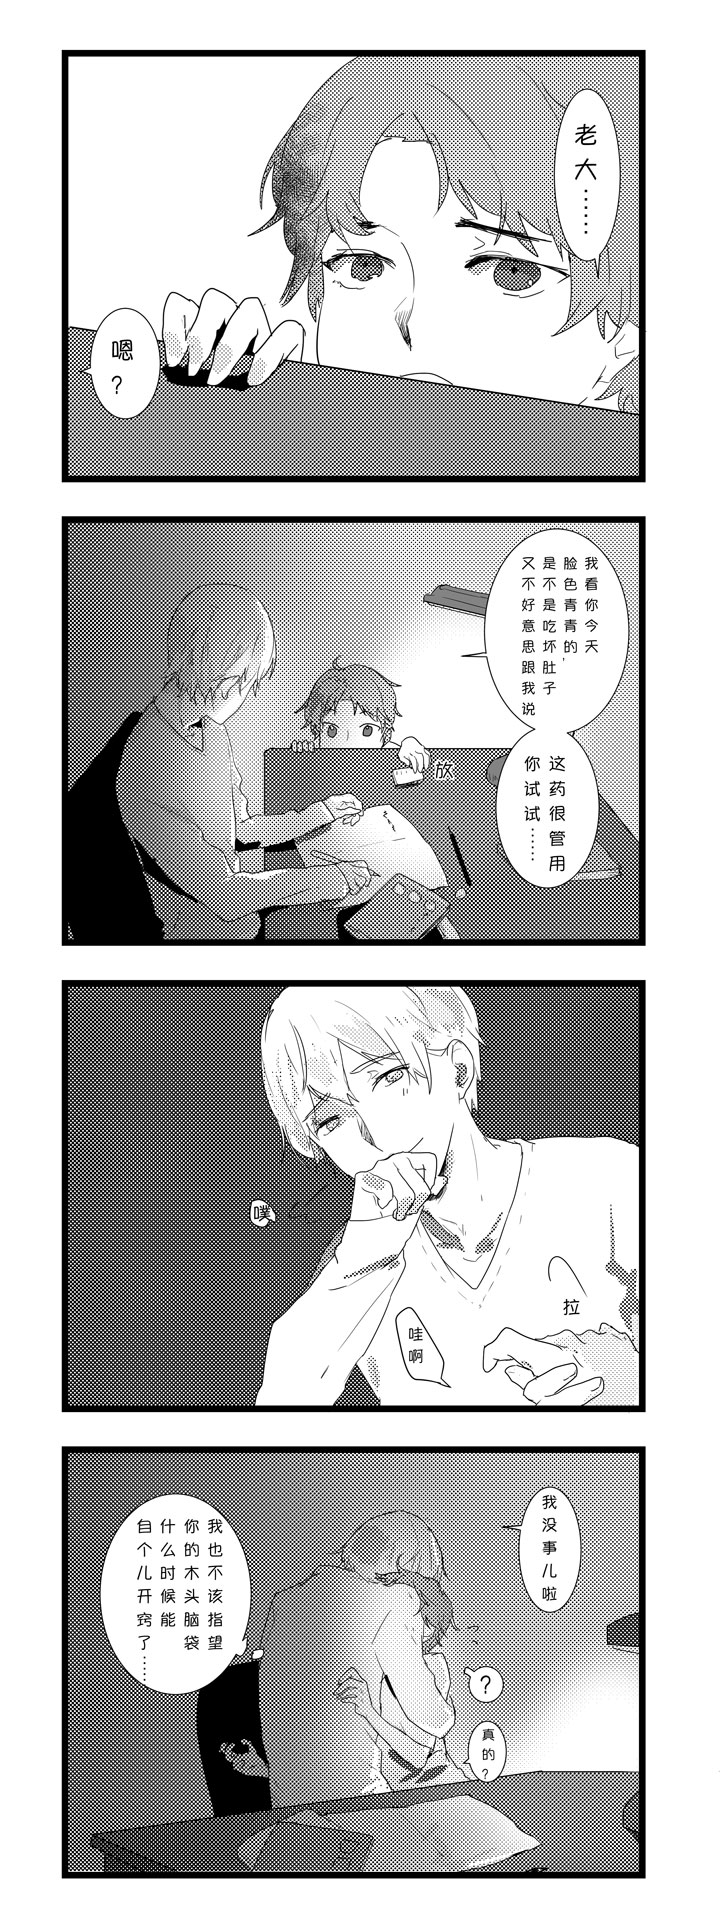 老大……
嗯？
我看你今天
脸色青青的，
是不是吃坏肚子
又不好意思跟我说
放
这药很管用
你试试……
噗
拉
哇啊
我没事儿啦
我也不该指望
你的木头脑袋
什么时候能
自个儿开窍了……
？
真的？